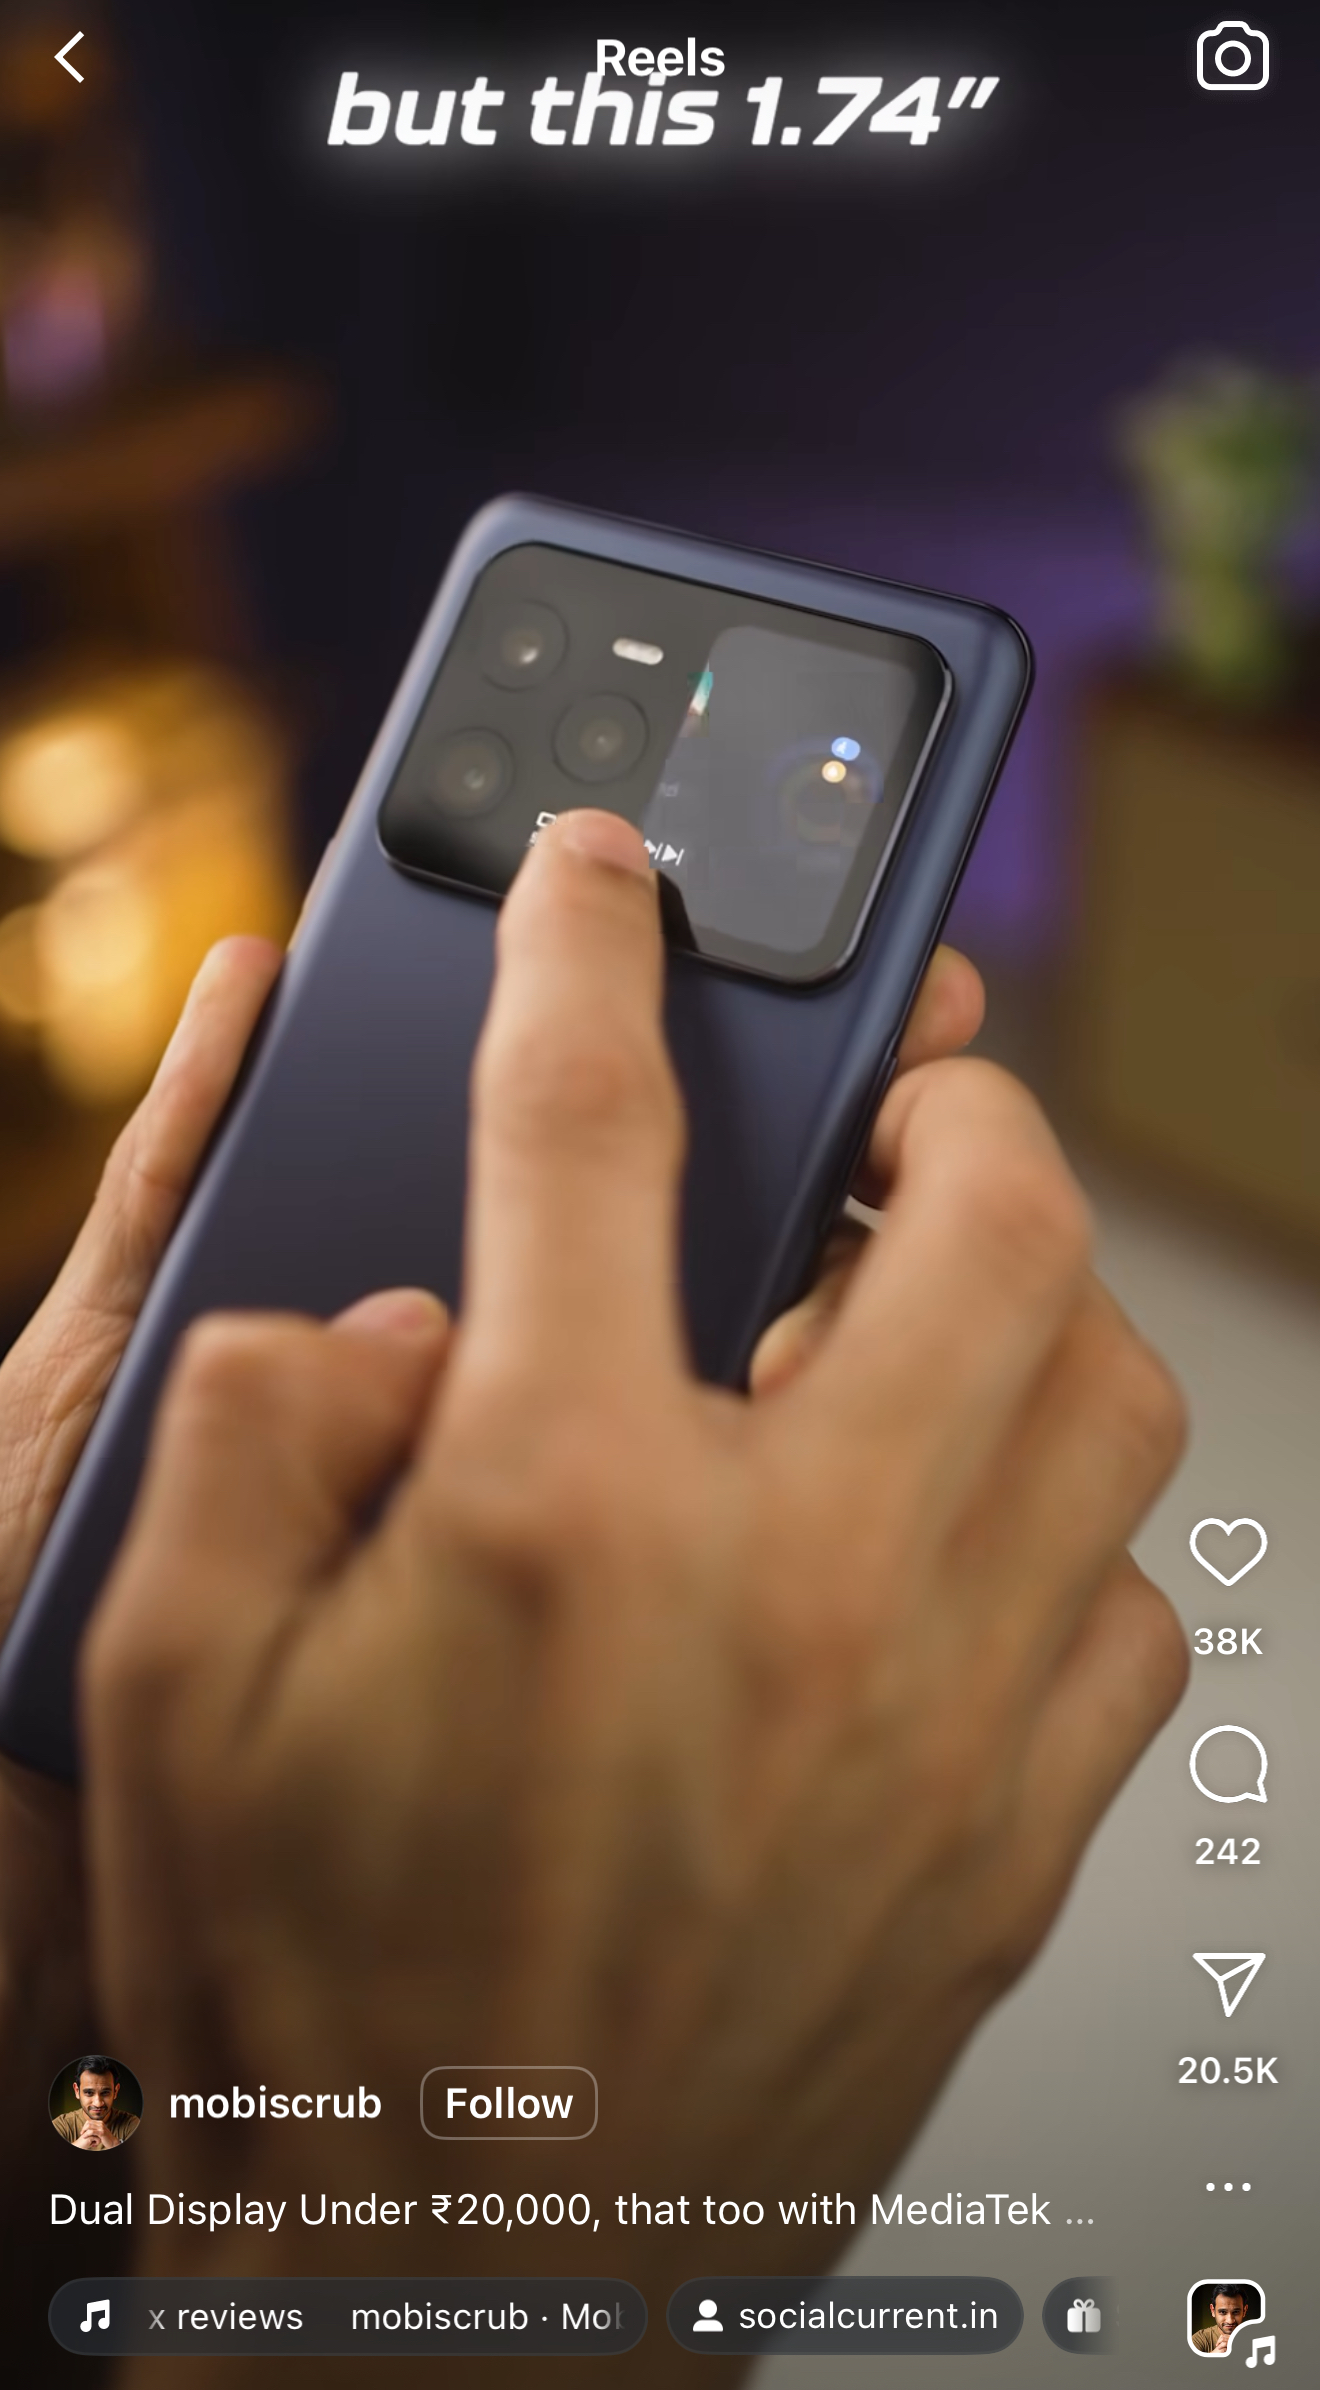 Reels
but this 1.74”
38K
242
20.5K
mobiscrub
Follow
Dual Display Under ₹20,000, that too with MediaTek ...
x reviews mobiscrub · Mob
socialcurrent.in